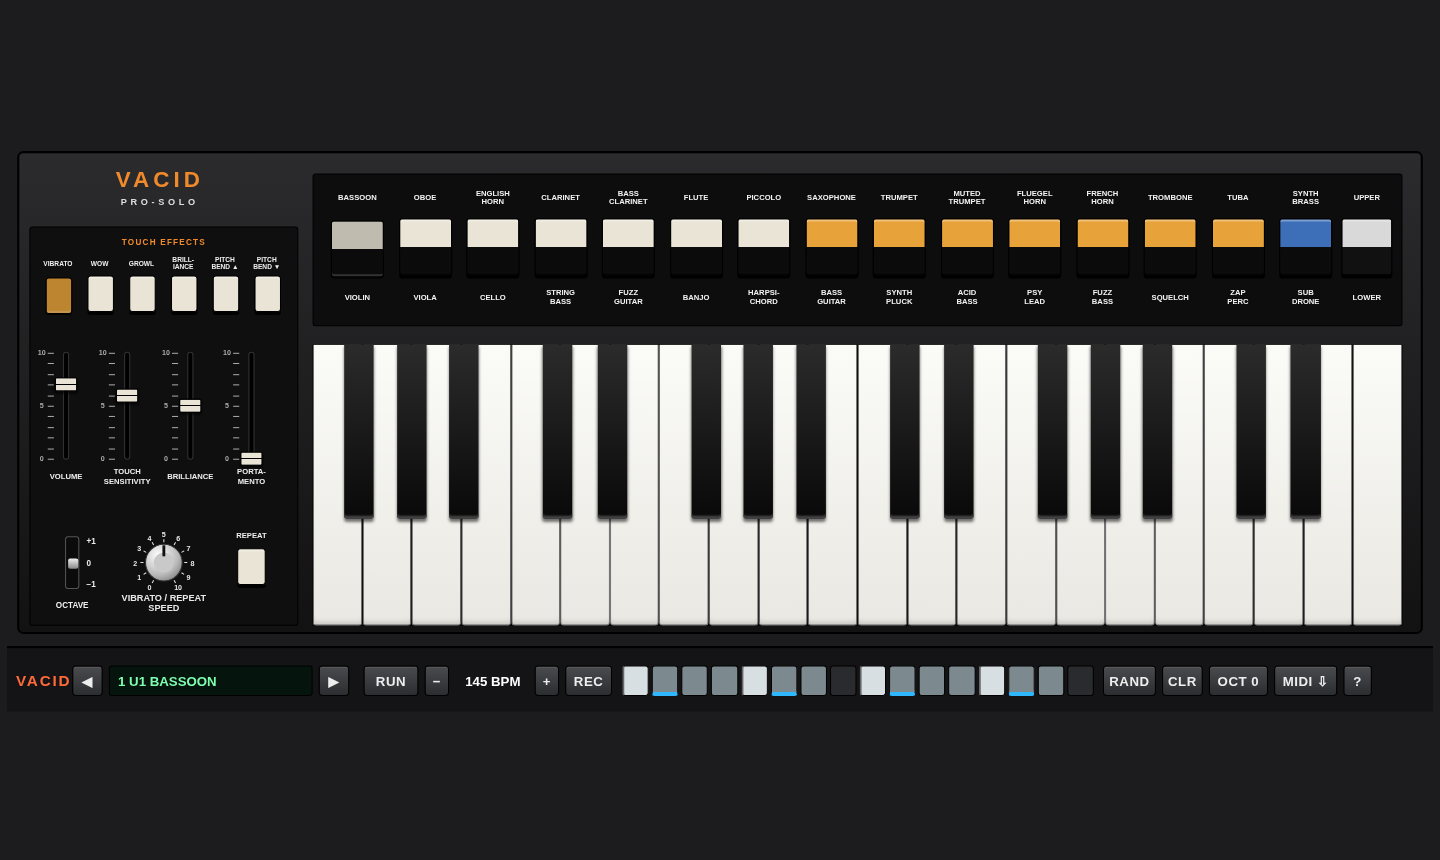 VACID
PRO-SOLO
TOUCH EFFECTS
VIBRATO
WOW
GROWL
BRILL-
IANCE
PITCH
BEND ▲
PITCH
BEND ▼
10
5
0
VOLUME
10
5
0
TOUCH
SENSITIVITY
10
5
0
BRILLIANCE
10
5
0
PORTA-
MENTO
+1
0
−1
OCTAVE
0
1
2
3
4
5
6
7
8
9
10
VIBRATO / REPEAT
SPEED
REPEAT
BASSOON
OBOE
ENGLISH
HORN
CLARINET
BASS
CLARINET
FLUTE
PICCOLO
SAXOPHONE
TRUMPET
MUTED
TRUMPET
FLUEGEL
HORN
FRENCH
HORN
TROMBONE
TUBA
SYNTH
BRASS
UPPER
VIOLIN
VIOLA
CELLO
STRING
BASS
FUZZ
GUITAR
BANJO
HARPSI-
CHORD
BASS
GUITAR
SYNTH
PLUCK
ACID
BASS
PSY
LEAD
FUZZ
BASS
SQUELCH
ZAP
PERC
SUB
DRONE
LOWER
VACID
◀
1 U1 BASSOON
▶
RUN
−
145 BPM
+
REC
RAND
CLR
OCT 0
MIDI ⇩
?